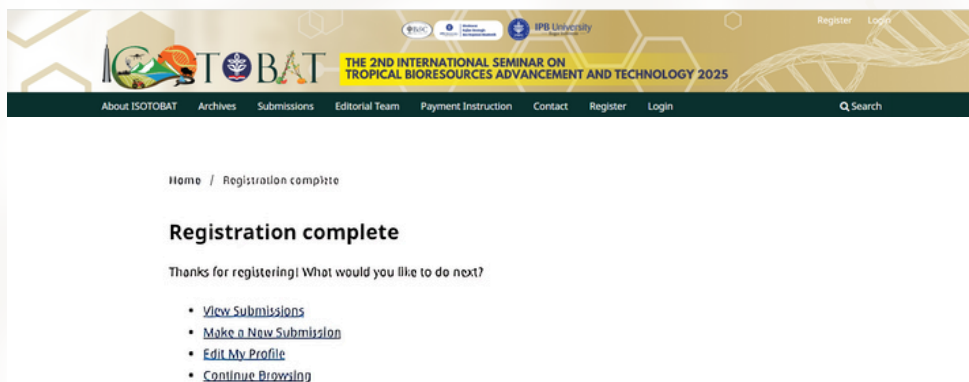 Register Login
IPB University
ISOTOBAT
THE 2ND INTERNATIONAL SEMINAR ON
TROPICAL BIORESOURCES ADVANCEMENT AND TECHNOLOGY 2025
About ISOTOBAT Archives Submissions Editorial Team Payment Instruction Contact Register Login Search
Home / Registration complete
Registration complete
Thanks for registering! What would you like to do next?
• View Submissions
• Make a New Submission
• Edit My Profile
• Continue Browsing